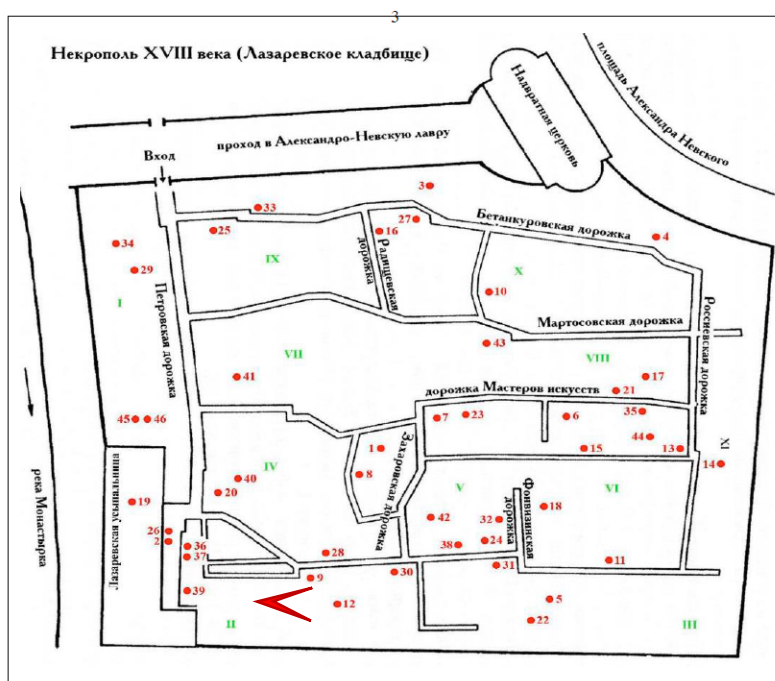 3
Некрополь XVIII века (Лазаревское кладбище)
площадь Александра Невского
Надвратная церковь
проход в Александро-Невскую лавру
Вход
3
33
27
Бетанкуровская дорожка
34
25
16
4
IX
Радищевская
дорожка
29
X
I
10
Петровская дорожка
Россиевская дорожка
Мартосовская дорожка
43
VII
VIII
41
17
21
дорожка Мастеров искусств
45
46
7
23
6
35
44
1
15
13
XI
Захаровская дорожка
8
IV
14
40
20
V
VI
река Монастырка
Лазаревская усыпальница
19
18
42
32
Фонвизинская
дорожка
26
2
36
24
38
37
28
11
31
30
9
39
12
5
II
22
III